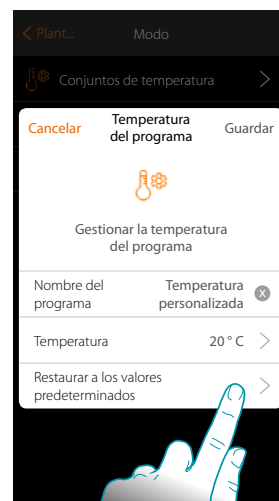 < Plant... Modo
Conjuntos de temperatura >
Cancelar Temperatura Guardar
del programa
Gestionar la temperatura
del programa
Nombre del Temperatura
programa personalizada x
Temperatura 20 ° C >
Restaurar a los valores >
predeterminados